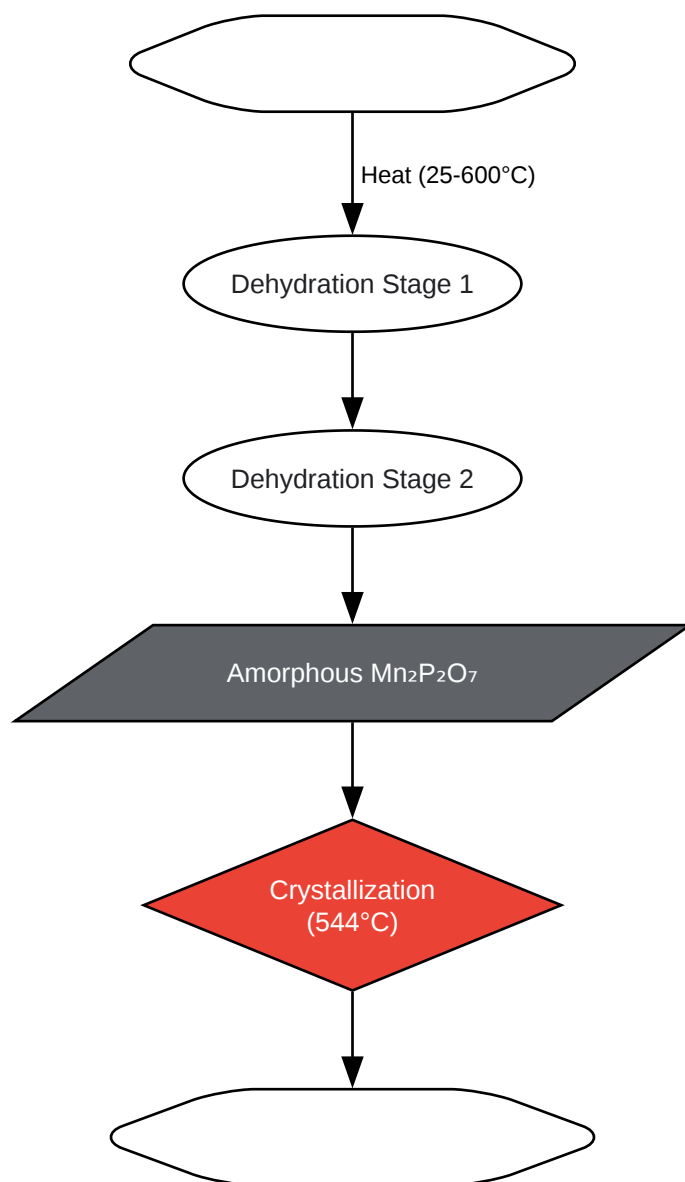 Heat (25-600°C)
Dehydration Stage 1
Dehydration Stage 2
Amorphous Mn₂P₂O₇
Crystallization
(544°C)